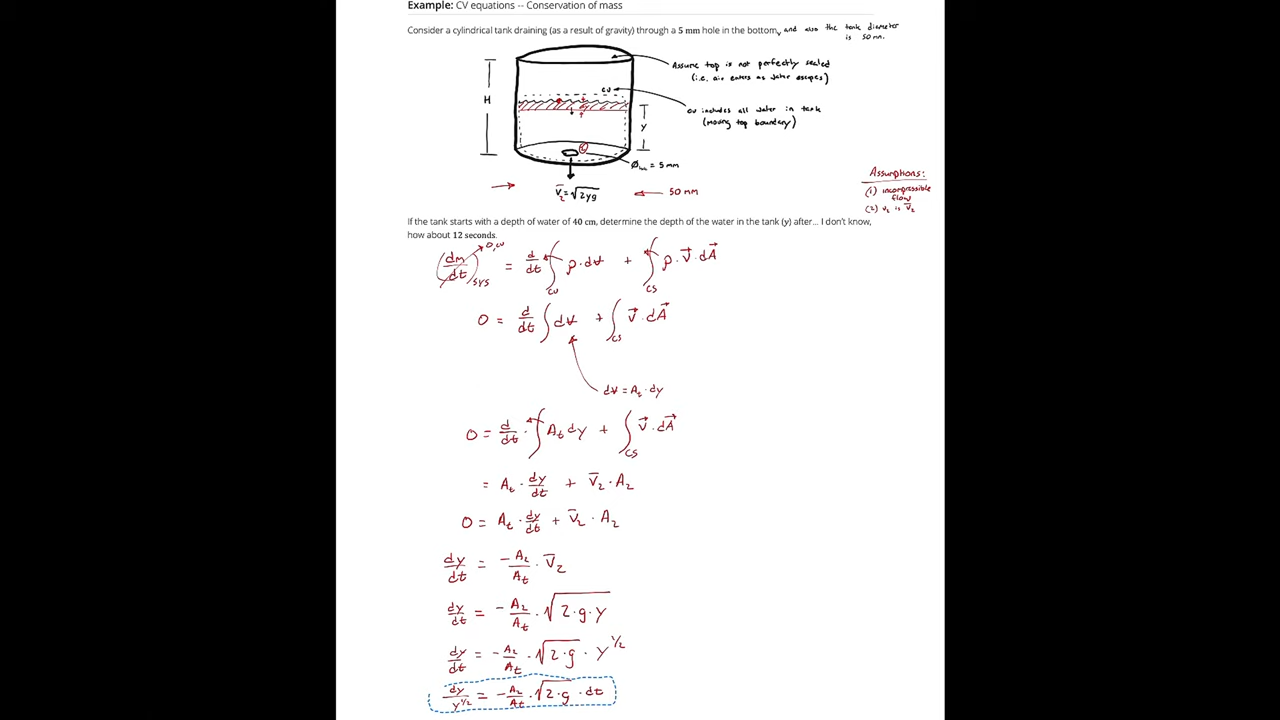 Example: CV equations -- Conservation of mass
Consider a cylindrical tank draining (as a result of gravity) through a 5 mm hole in the bottom, and also the tank diameter
is 50 mm.
Assume top is not perfectly sealed
(i.e. air enters as water escapes)
CV
H
CV includes all water in tank
(moving top boundary)
Y
Ø = 5 mm
V̄₂ = √2yg
50 mm
Assumptions:
(1) incompressible
flow
(2) v₂ is V̄₂
If the tank starts with a depth of water of 40 cm, determine the depth of the water in the tank (y) after... I don't know,
how about 12 seconds.
(dm/dt)sys → 0, = d/dt ∫cv ρ·dV + ∫cs ρ·V⃗·dA⃗
0 = d/dt ∫ dV + ∫cs V⃗·dA⃗
dV = At·dy
0 = d/dt · ∫ At dy + ∫cs V⃗·dA⃗
= At · dy/dt + V̄₂ · A₂
0 = At · dy/dt + V̄₂ · A₂
dy/dt = -A₂/At · V̄₂
dy/dt = -A₂/At · √2·g·y
dy/dt = -A₂/At · √2·g · y^1/2
dy/y^1/2 = -A₂/At · √2·g · dt